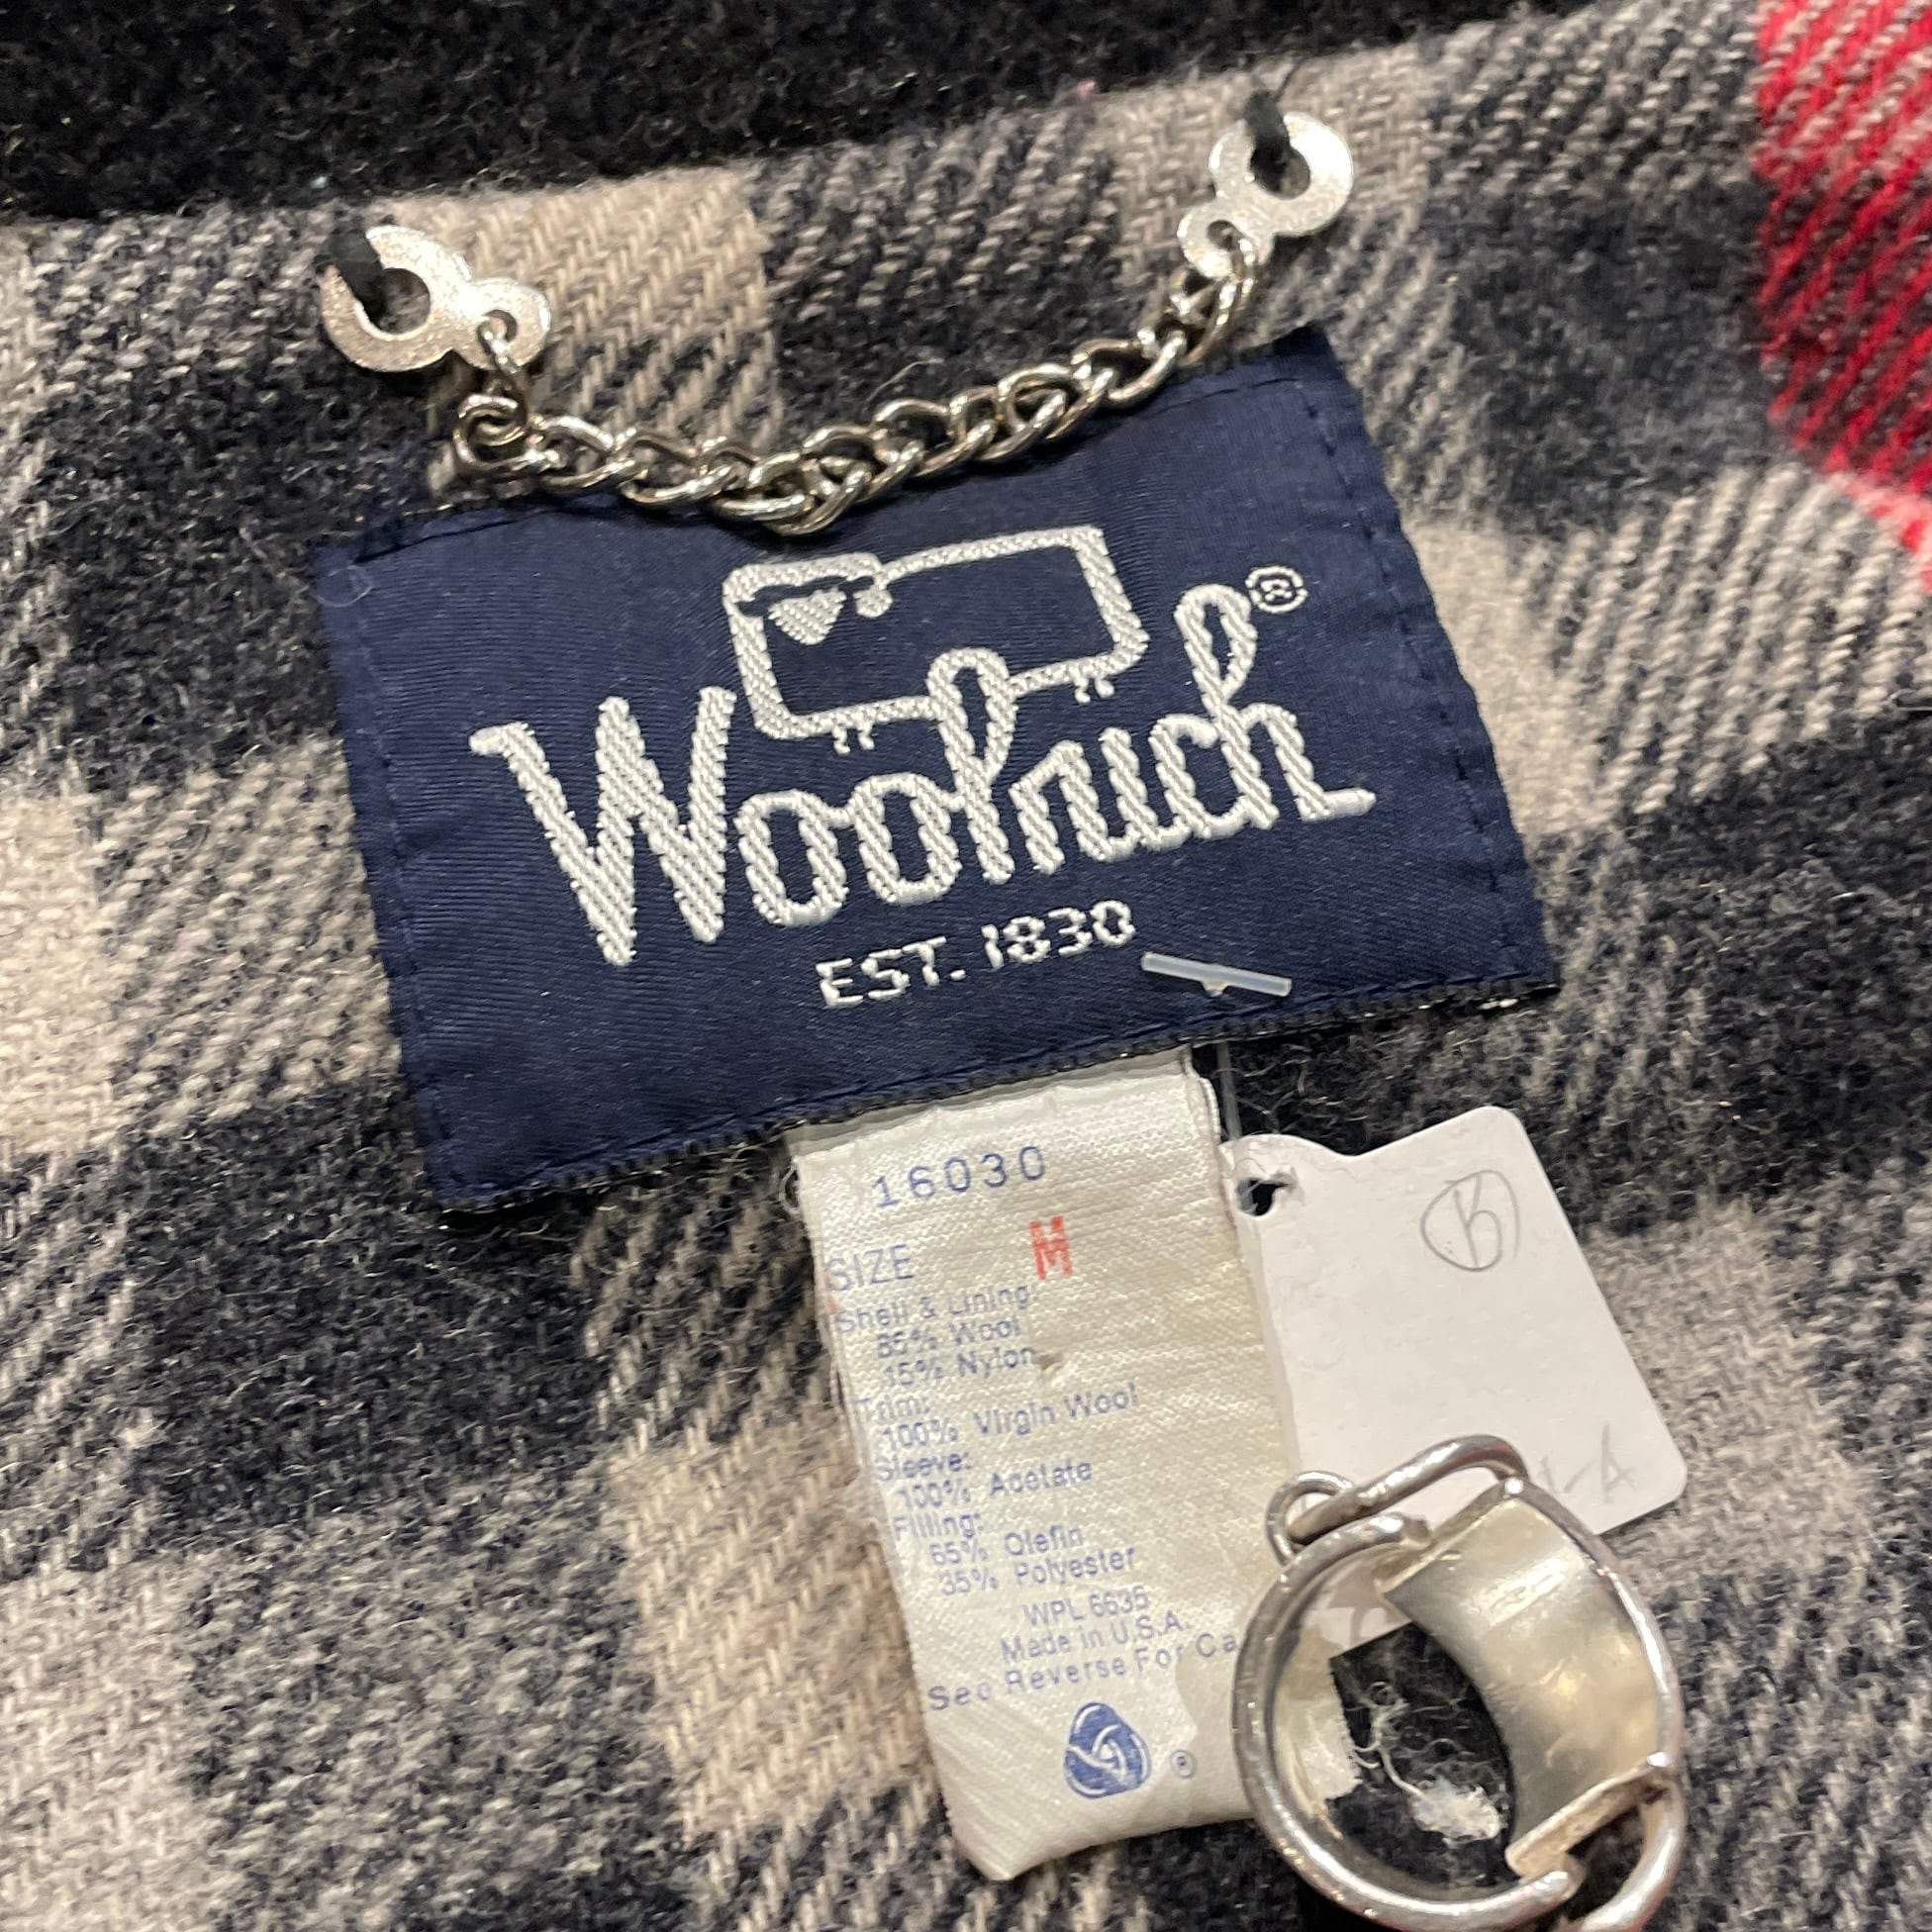 Woolrich®
EST. 1830
16030
SIZE M
Shell & Lining:
85% Wool
15% Nylon
Trim:
100% Virgin Wool
Sleeve:
100% Acetate
Filling:
65% Olefin
35% Polyester
WPL 6635
Made in U.S.A.
See Reverse For Ca
®
K